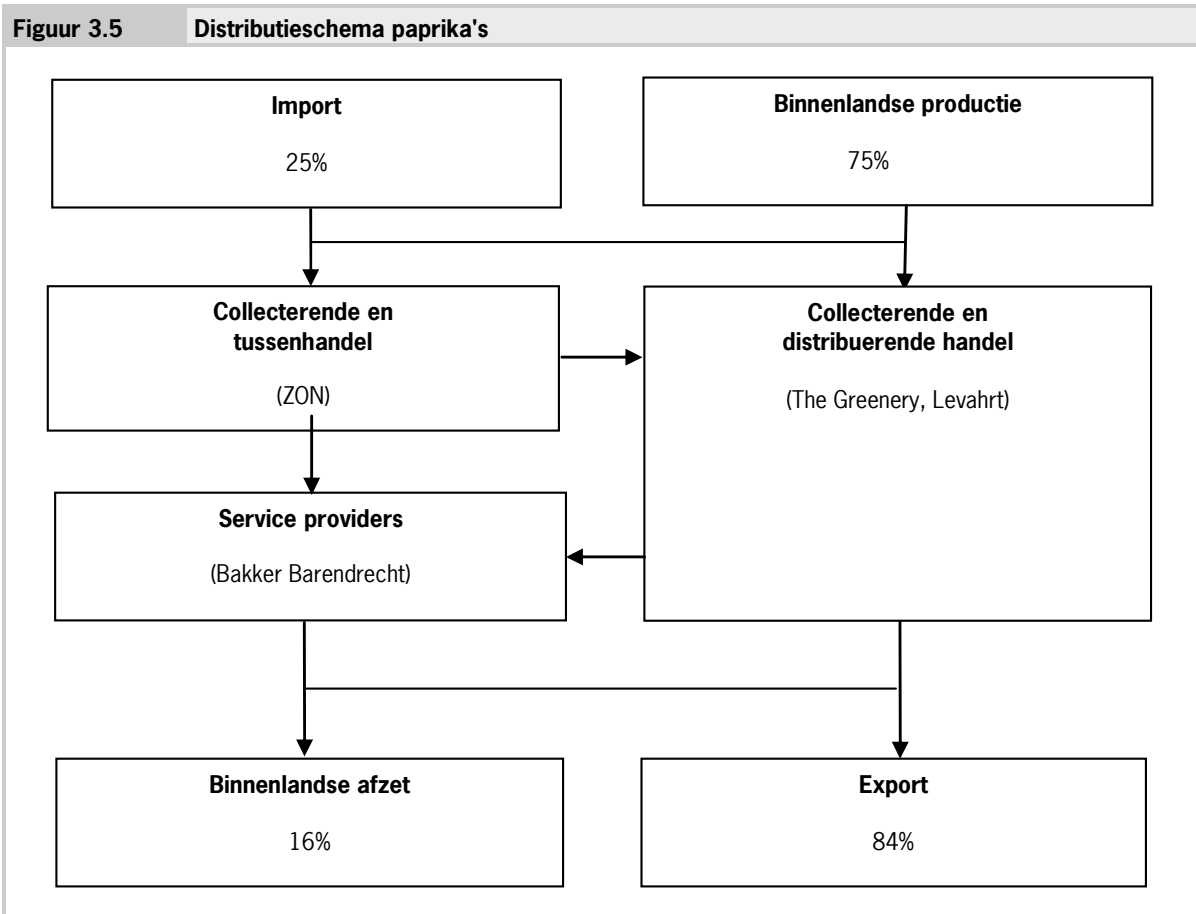 Figuur 3.5 Distributieschema paprika's
Import
25%
Binnenlandse productie
75%
Collecterende en
tussenhandel
(ZON)
Collecterende en
distribuerende handel
(The Greenery, Levahrt)
Service providers
(Bakker Barendrecht)
Binnenlandse afzet
16%
Export
84%